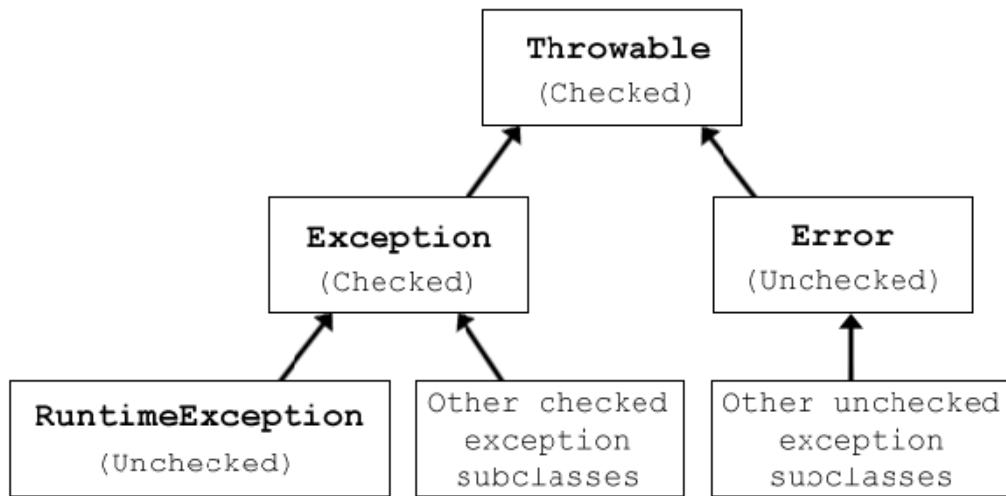 Throwable
(Checked)
Exception
(Checked)
Error
(Unchecked)
RuntimeException
(Unchecked)
Other checked
exception
subclasses
Other unchecked
exception
subclasses